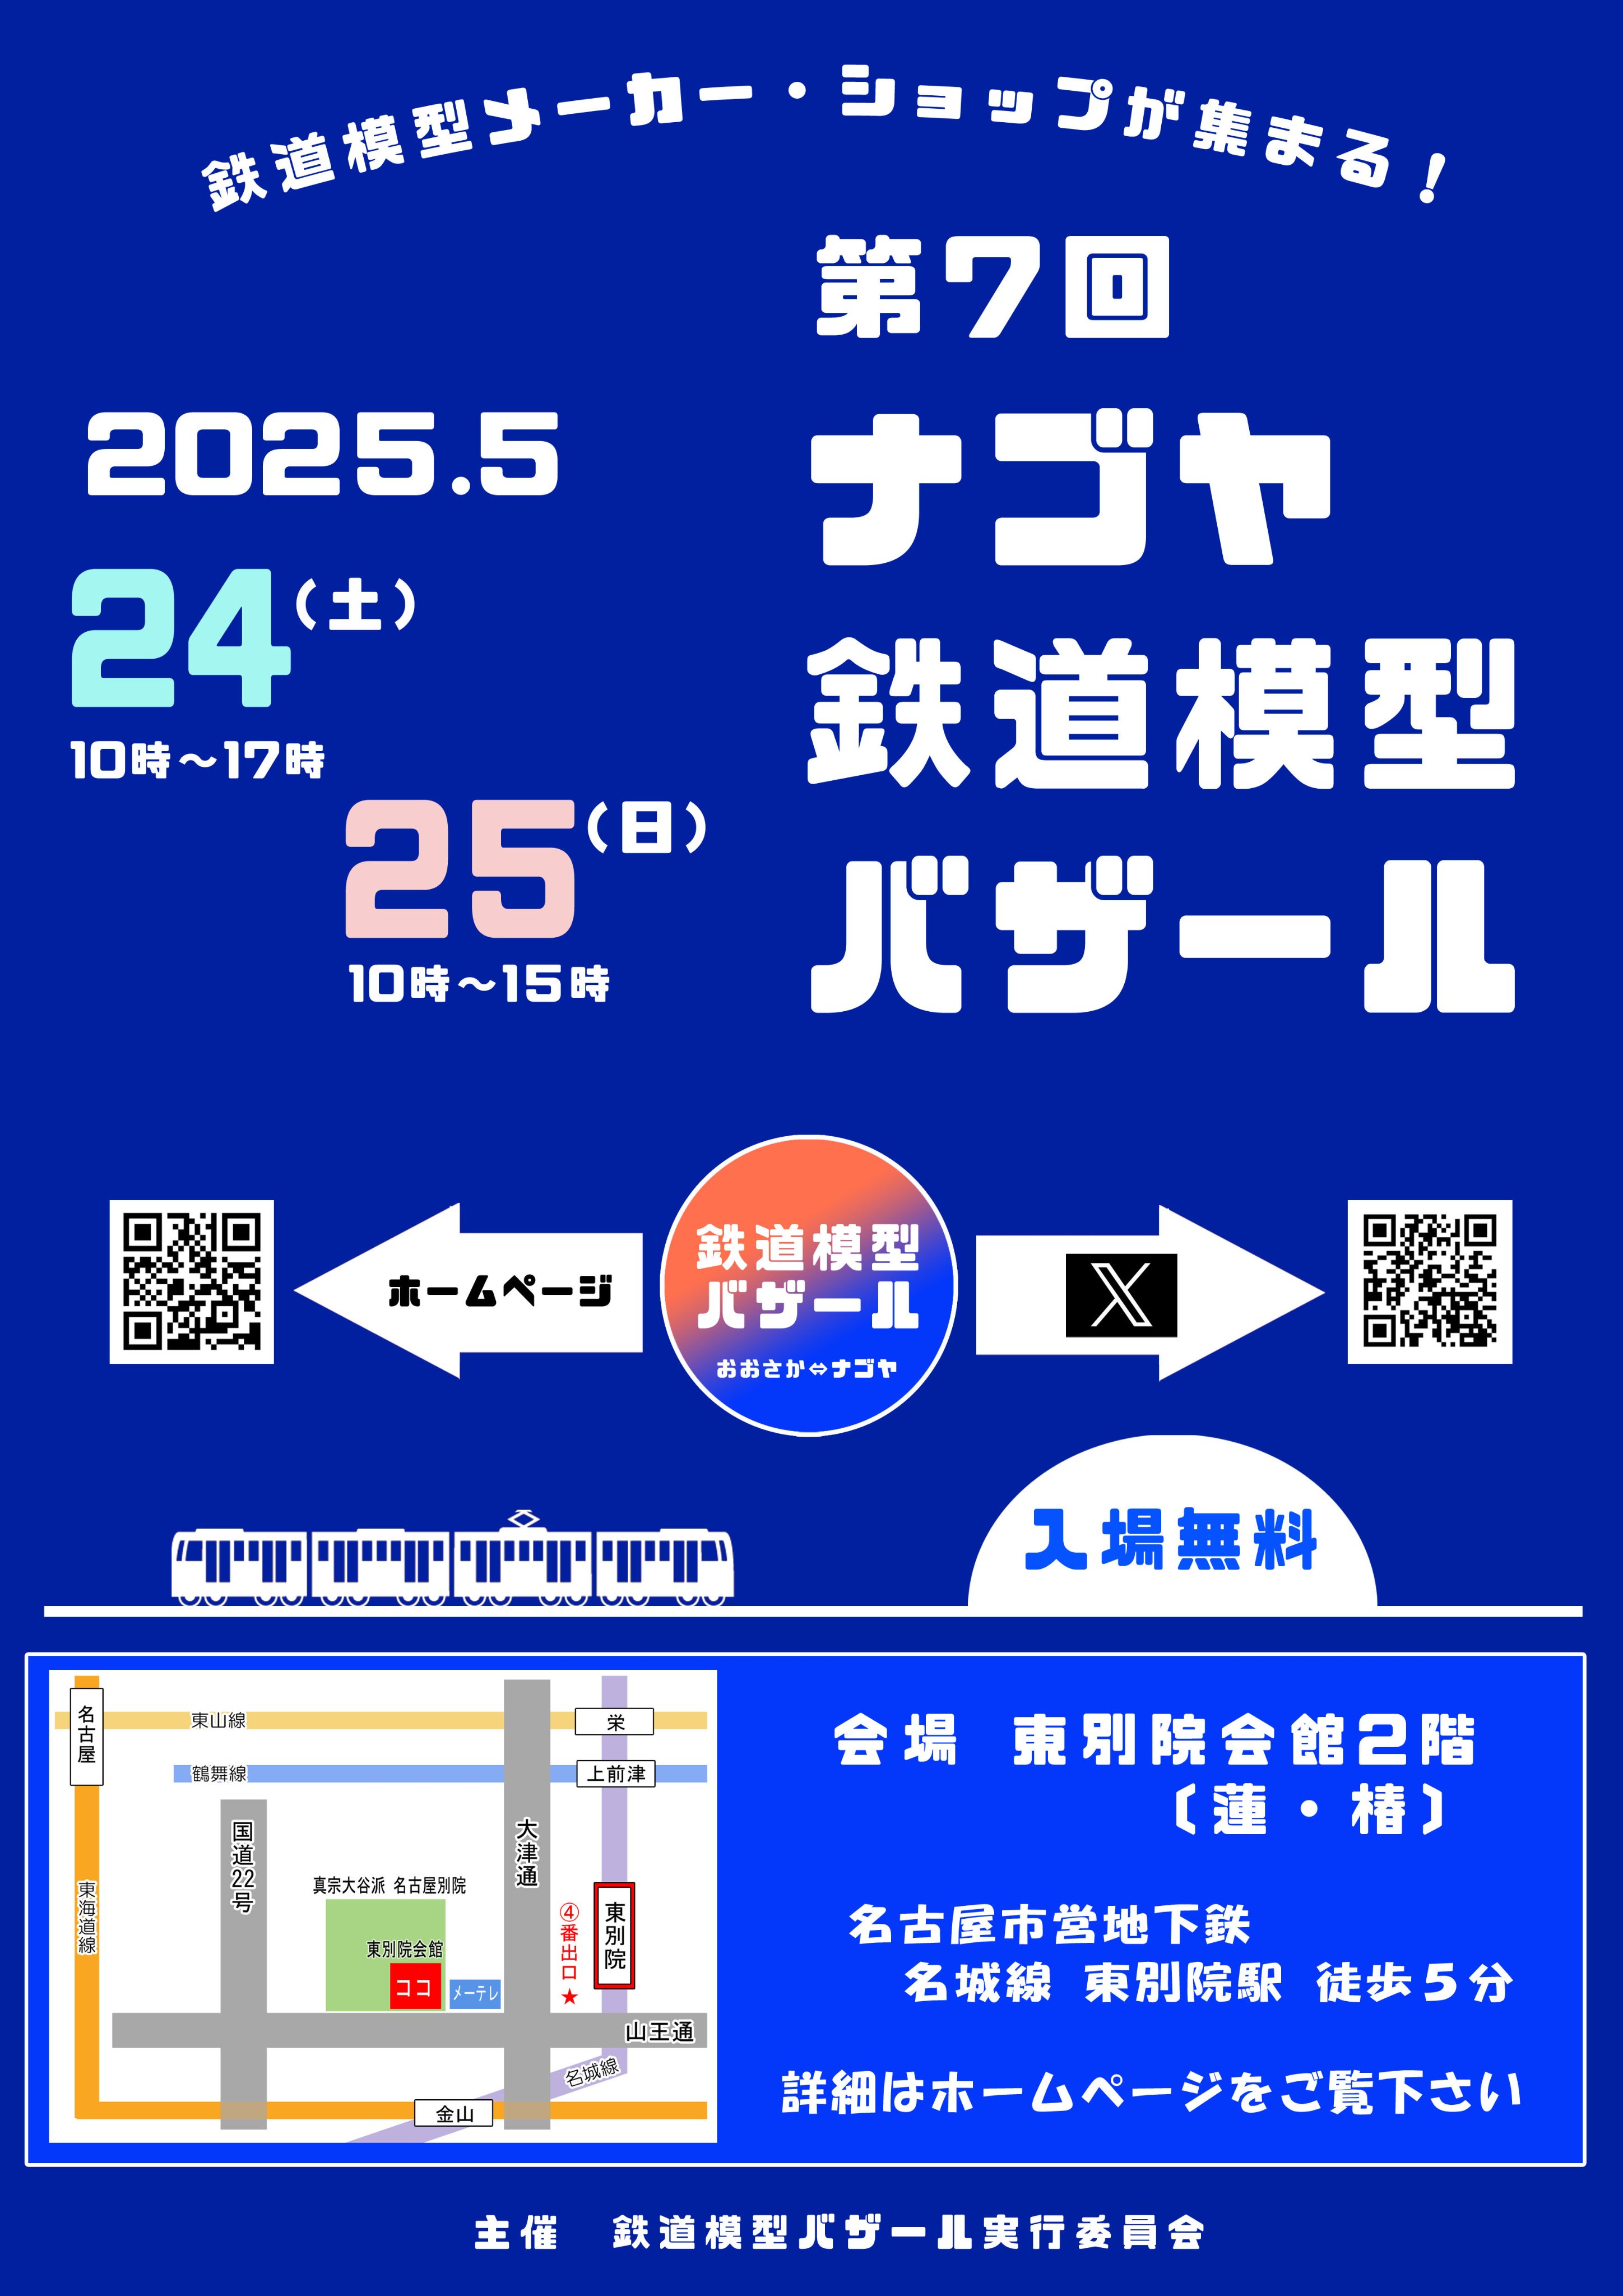 鉄道模型メーカー・ショップが集まる！
第7回
ナゴヤ
鉄道模型
バザール
2025.5
24(土)
10時～17時
25(日)
10時～15時
ホームページ
鉄道模型
バザール
おおさか⇔ナゴヤ
X
入場無料
名古屋
東山線
栄
鶴舞線
上前津
国道22号
大津通
東海道線
真宗大谷派 名古屋別院
東別院会館
ココ
メーテレ
④番出口★
東別院
山王通
名城線
金山
会場 東別院会館2階
〔蓮・椿〕
名古屋市営地下鉄
名城線 東別院駅 徒歩５分
詳細はホームページをご覧下さい
主催 鉄道模型バザール実行委員会